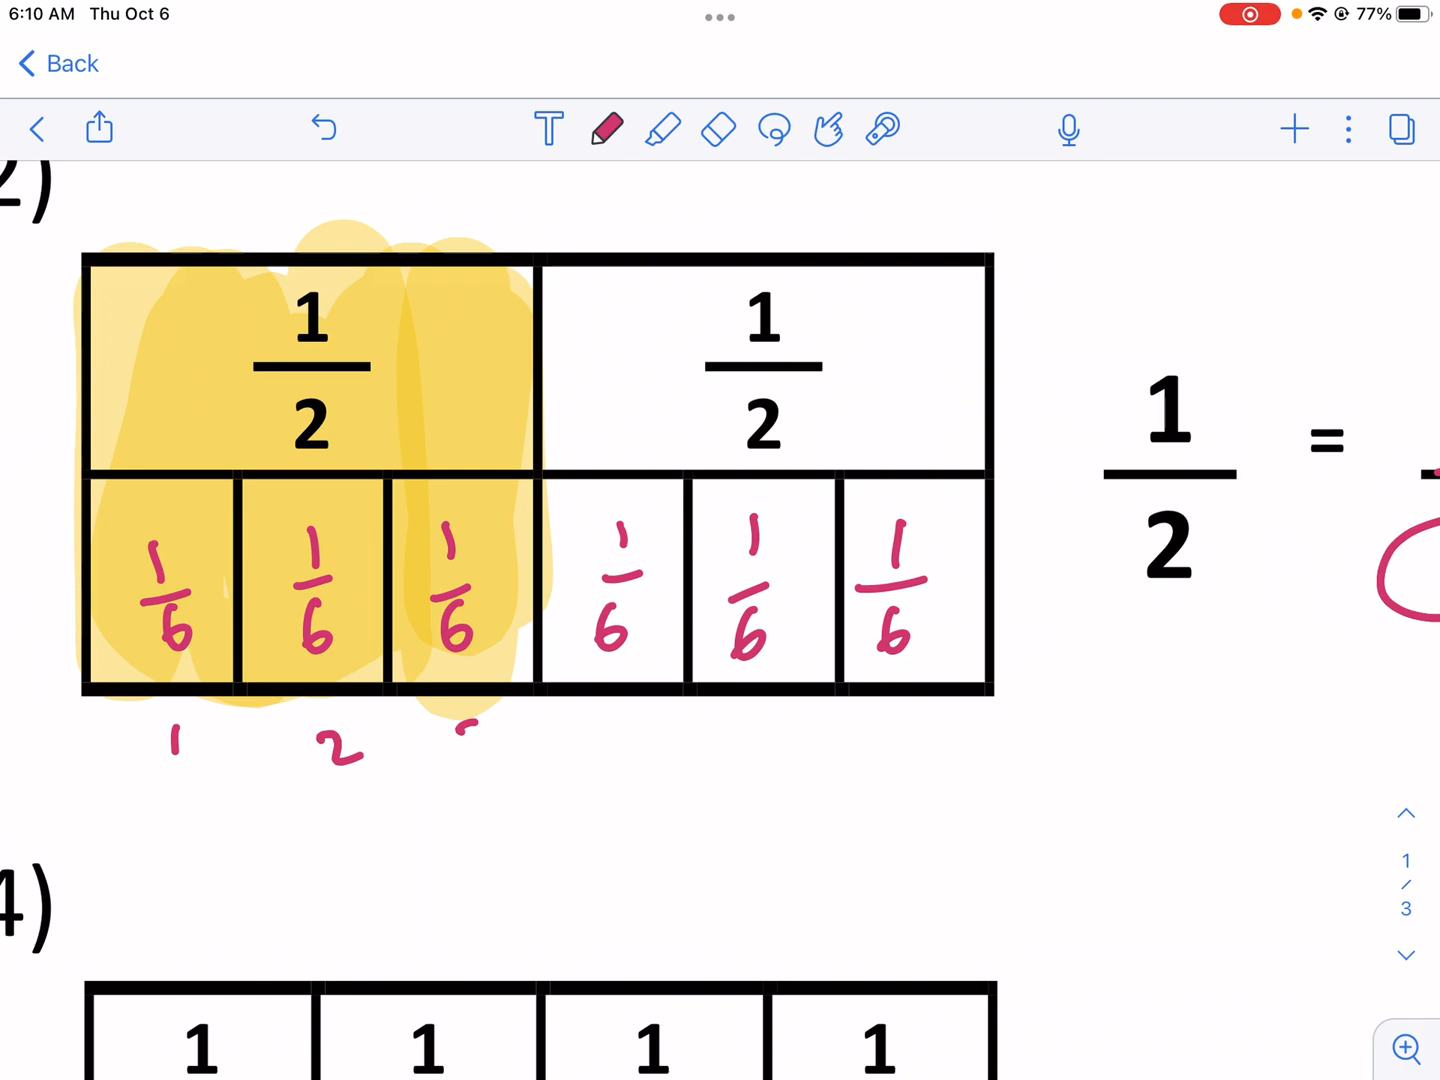 6:10 AM Thu Oct 6 77%
Back
2)
1 1
2 2
1
2
=
1 1 1 1 1 1
6 6 6 6 6 6
1 2
1
/
3
4)
1 1 1 1